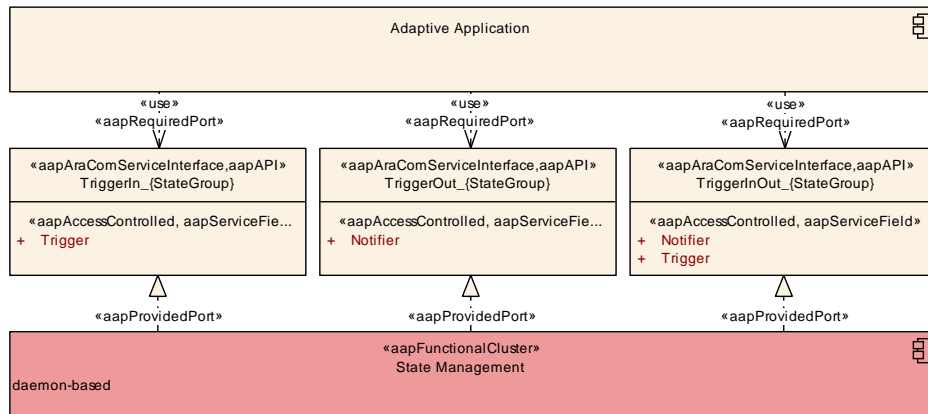 Adaptive Application
«use»
«aapRequiredPort»
«use»
«aapRequiredPort»
«use»
«aapRequiredPort»
«aapAraComServiceInterface,aapAPI»
TriggerIn_{StateGroup}
«aapAccessControlled, aapServiceFie...
+ Trigger
«aapAraComServiceInterface,aapAPI»
TriggerOut_{StateGroup}
«aapAccessControlled, aapServiceFie...
+ Notifier
«aapAraComServiceInterface,aapAPI»
TriggerInOut_{StateGroup}
«aapAccessControlled, aapServiceField»
+ Notifier
+ Trigger
«aapProvidedPort»
«aapProvidedPort»
«aapProvidedPort»
«aapFunctionalCluster»
State Management
daemon-based